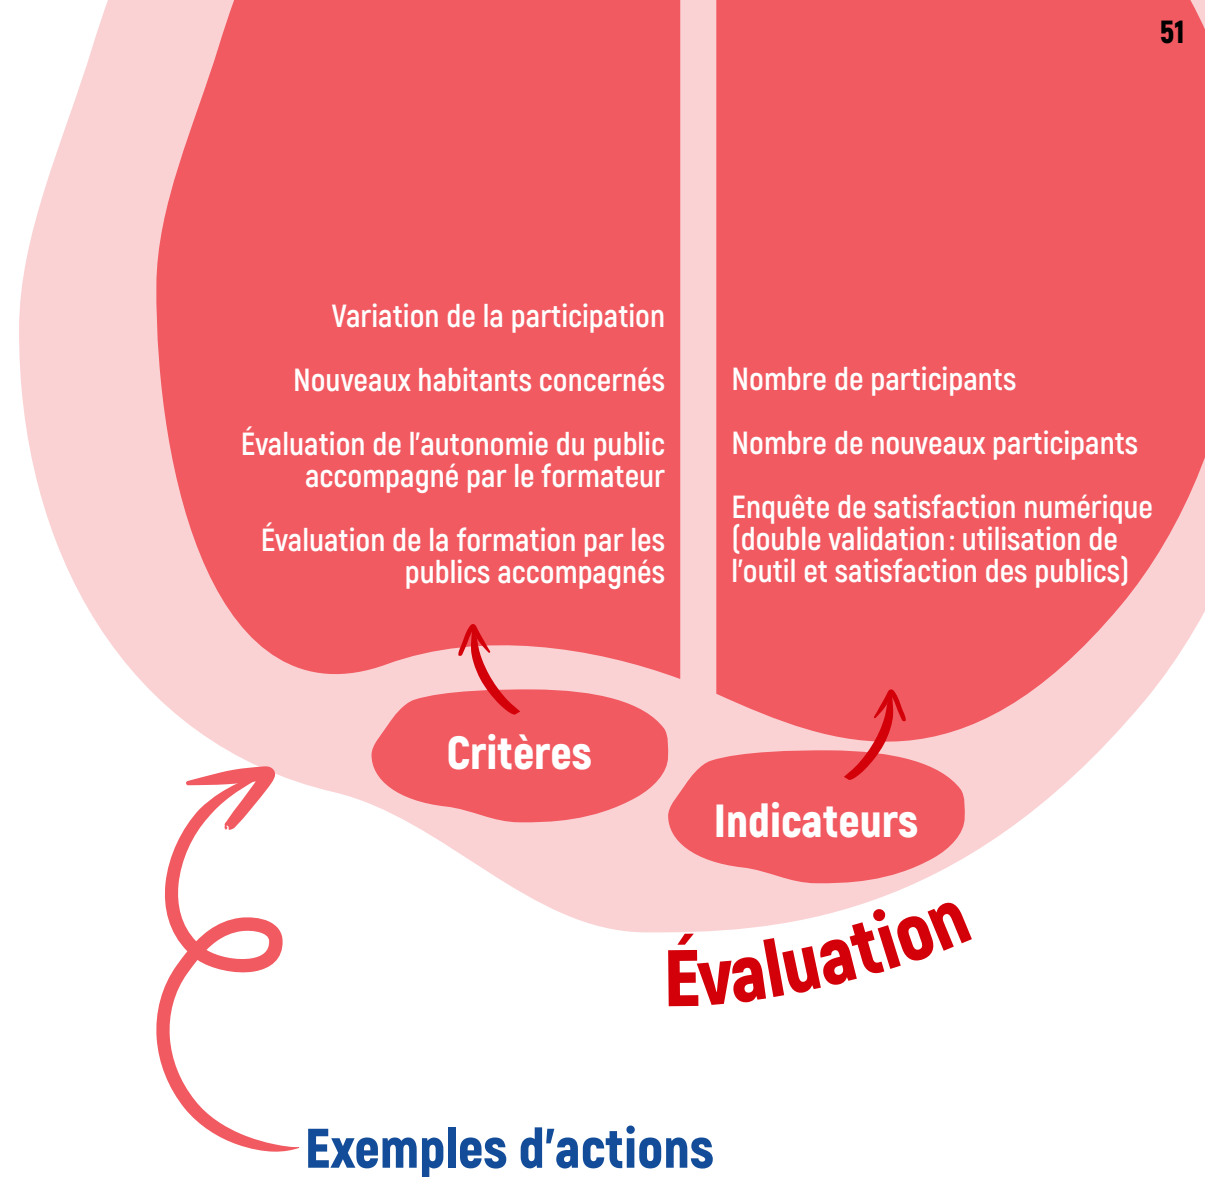 51
Variation de la participation
Nouveaux habitants concernés
Évaluation de l'autonomie du public
accompagné par le formateur
Évaluation de la formation par les
publics accompagnés
Nombre de participants
Nombre de nouveaux participants
Enquête de satisfaction numérique
(double validation : utilisation de
l'outil et satisfaction des publics)
Critères
Indicateurs
Évaluation
Exemples d'actions